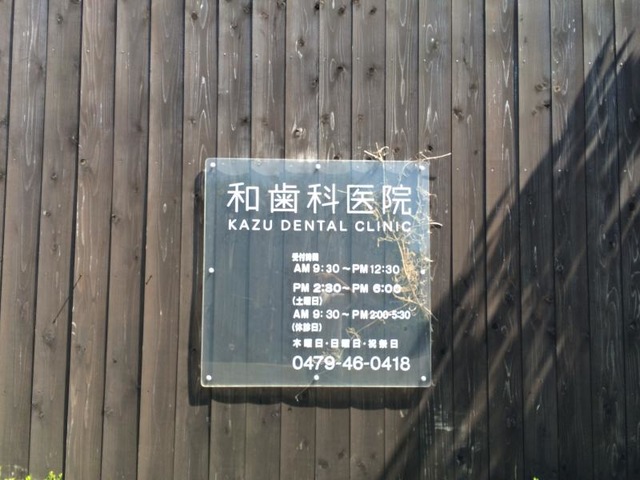 和歯科医院
KAZU DENTAL CLINIC
受付時間
AM 9:30～PM 12:30
PM 2:30～PM 6:00
(土曜日)
AM 9:30～PM 2:00-5:30
(休診日)
木曜日・日曜日・祝祭日
0479-46-0418